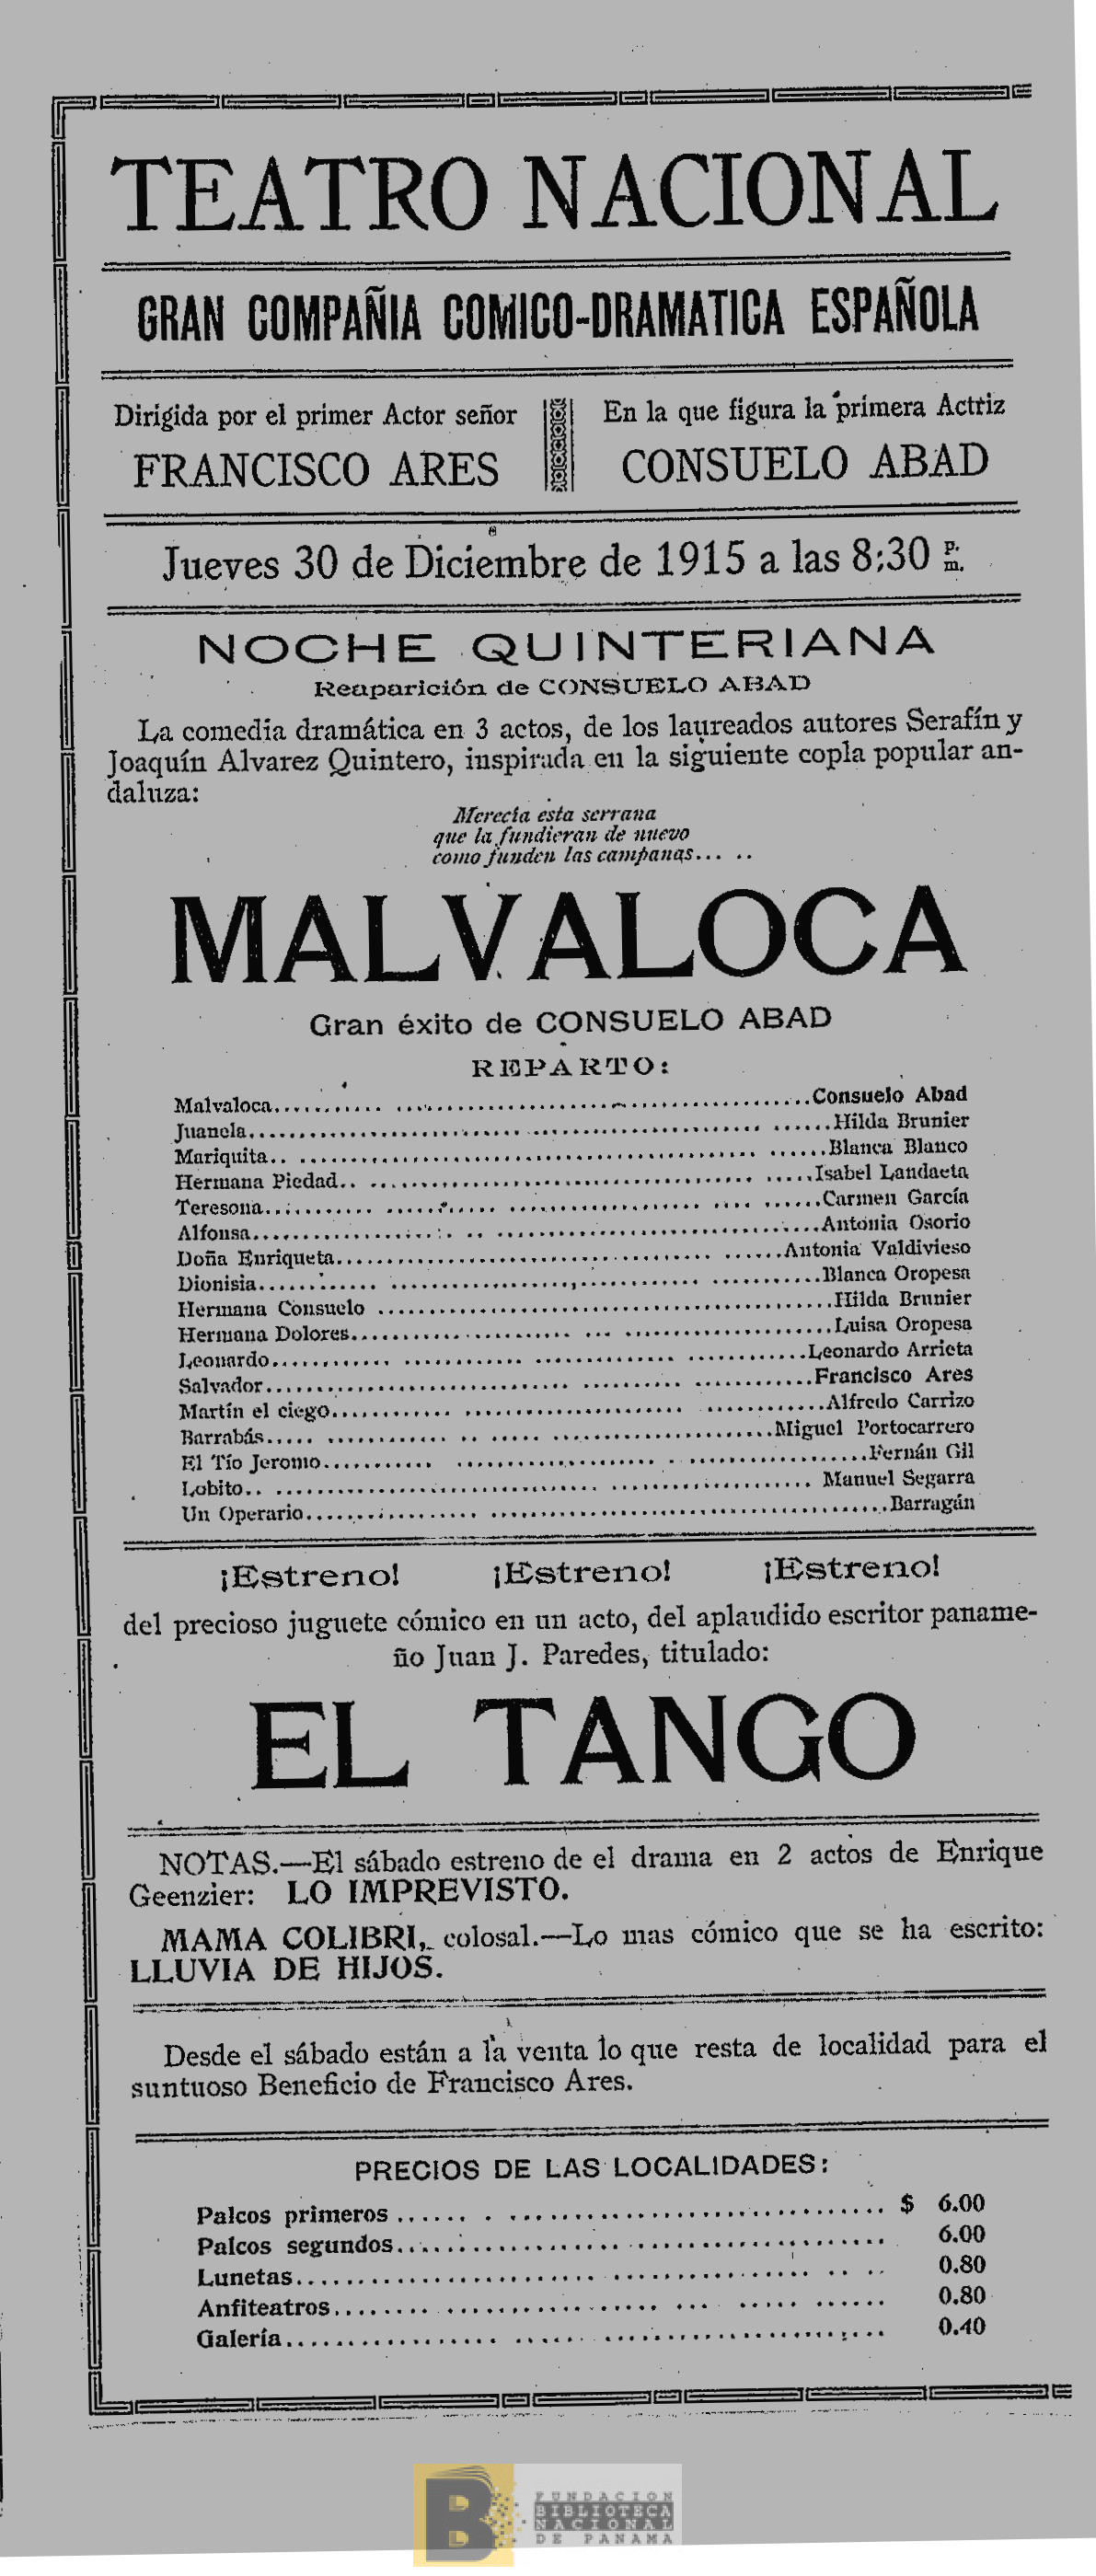 TEATRO NACIONAL
GRAN COMPAÑIA COMICO-DRAMATICA ESPAÑOLA
Dirigida por el primer Actor señor
FRANCISCO ARES
En la que figura la primera Actriz
CONSUELO ABAD
Jueves 30 de Diciembre de 1915 a las 8:30 p. m.
NOCHE QUINTERIANA
Reaparición de CONSUELO ABAD
La comedia dramática en 3 actos, de los laureados autores Serafín y
Joaquín Alvarez Quintero, inspirada en la siguiente copla popular an-
daluza:
Merecía esta serrana
que la fundieran de nuevo
como funden las campanas... ..
MALVALOCA
Gran éxito de CONSUELO ABAD
REPARTO:
Malvaloca........Consuelo Abad
Juanela........Hilda Brunier
Mariquita........Blanca Blanco
Hermana Piedad........Isabel Landaeta
Teresona........Carmen García
Alfonsa........Antonia Osorio
Doña Enriqueta........Antonia Valdivieso
Dionisia........Blanca Oropesa
Hermana Consuelo........Hilda Brunier
Hermana Dolores........Luisa Oropesa
Leonardo........Leonardo Arrieta
Salvador........Francisco Ares
Martín el ciego........Alfredo Carrizo
Barrabás........Miguel Portocarrero
El Tío Jeromo........Fernán Gil
Lobito........Manuel Segarra
Un Operario........Barragán
¡Estreno! ¡Estreno! ¡Estreno!
del precioso juguete cómico en un acto, del aplaudido escritor paname-
ño Juan J. Paredes, titulado:
EL TANGO
NOTAS.—El sábado estreno de el drama en 2 actos de Enrique
Geenzier: LO IMPREVISTO.
MAMA COLIBRI, colosal.—Lo mas cómico que se ha escrito:
LLUVIA DE HIJOS.
Desde el sábado están a la venta lo que resta de localidad para el
suntuoso Beneficio de Francisco Ares.
PRECIOS DE LAS LOCALIDADES:
Palcos primeros........$ 6.00
Palcos segundos........6.00
Lunetas........0.80
Anfiteatros........0.80
Galería........0.40
B
FUNDACION
BIBLIOTECA
NACIONAL
DE PANAMA